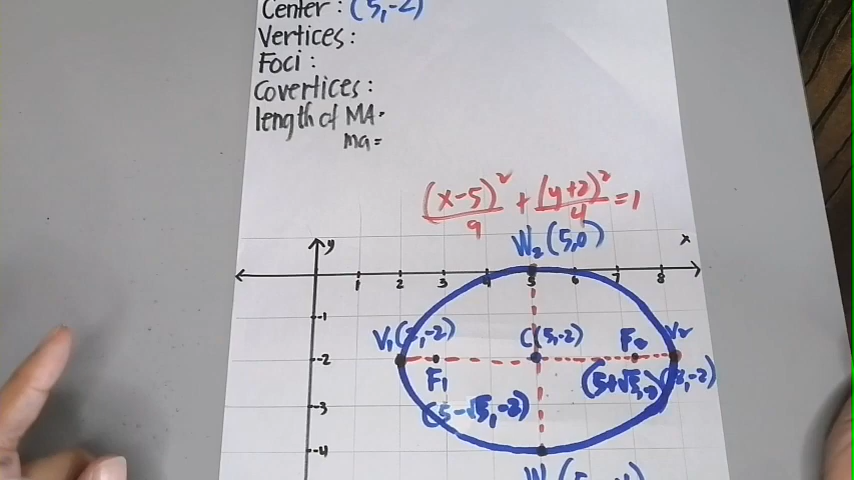 Center: (5,-2)
Vertices:
Foci:
Covertices:
length of MA=
ma=
(x-5)²/9 + (y+2)²/4 = 1
W₂(5,0)
y
x
1 2 3 4 5 6 7 8
-1
V₁(2,-2) C(5,-2) F₂ V₂
-2
F₁ (5+√5,-2) (8,-2)
-3 (5-√5,-2)
-4